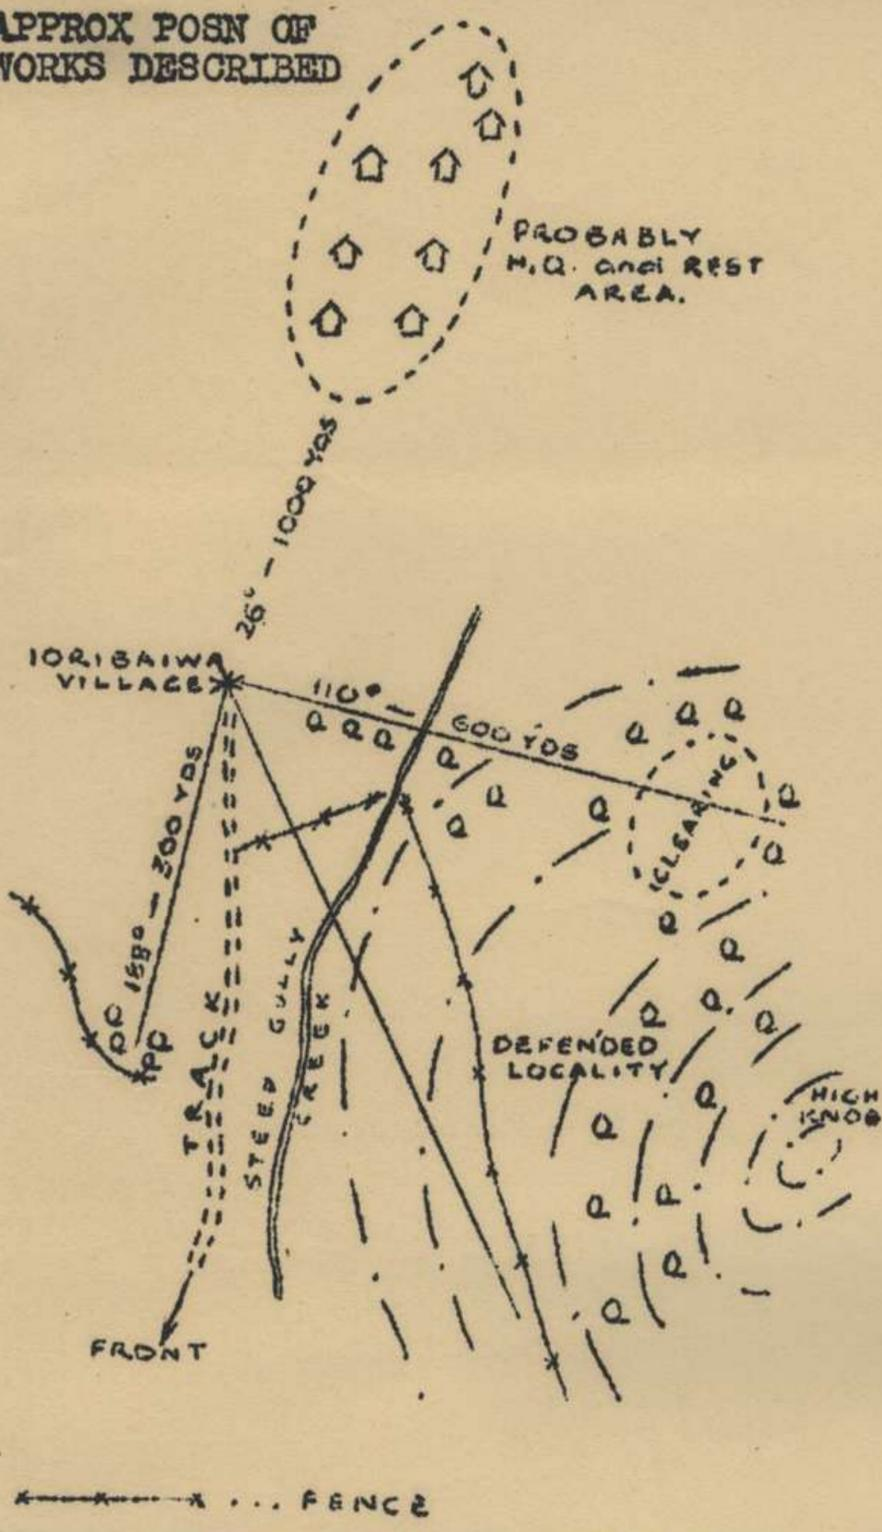 APPROX POSN OF
WORKS DESCRIBED
PROBABLY
H.Q. and REST
AREA.
26° — 1000 YDS
IORIBAIWA
VILLAGE
110° — 600 YDS
CLEARING
188° — 300 YDS
TRACK
STEEP GULLY
CREEK
DEFENDED
LOCALITY
HIGH
KNOB
FRONT
... FENCE